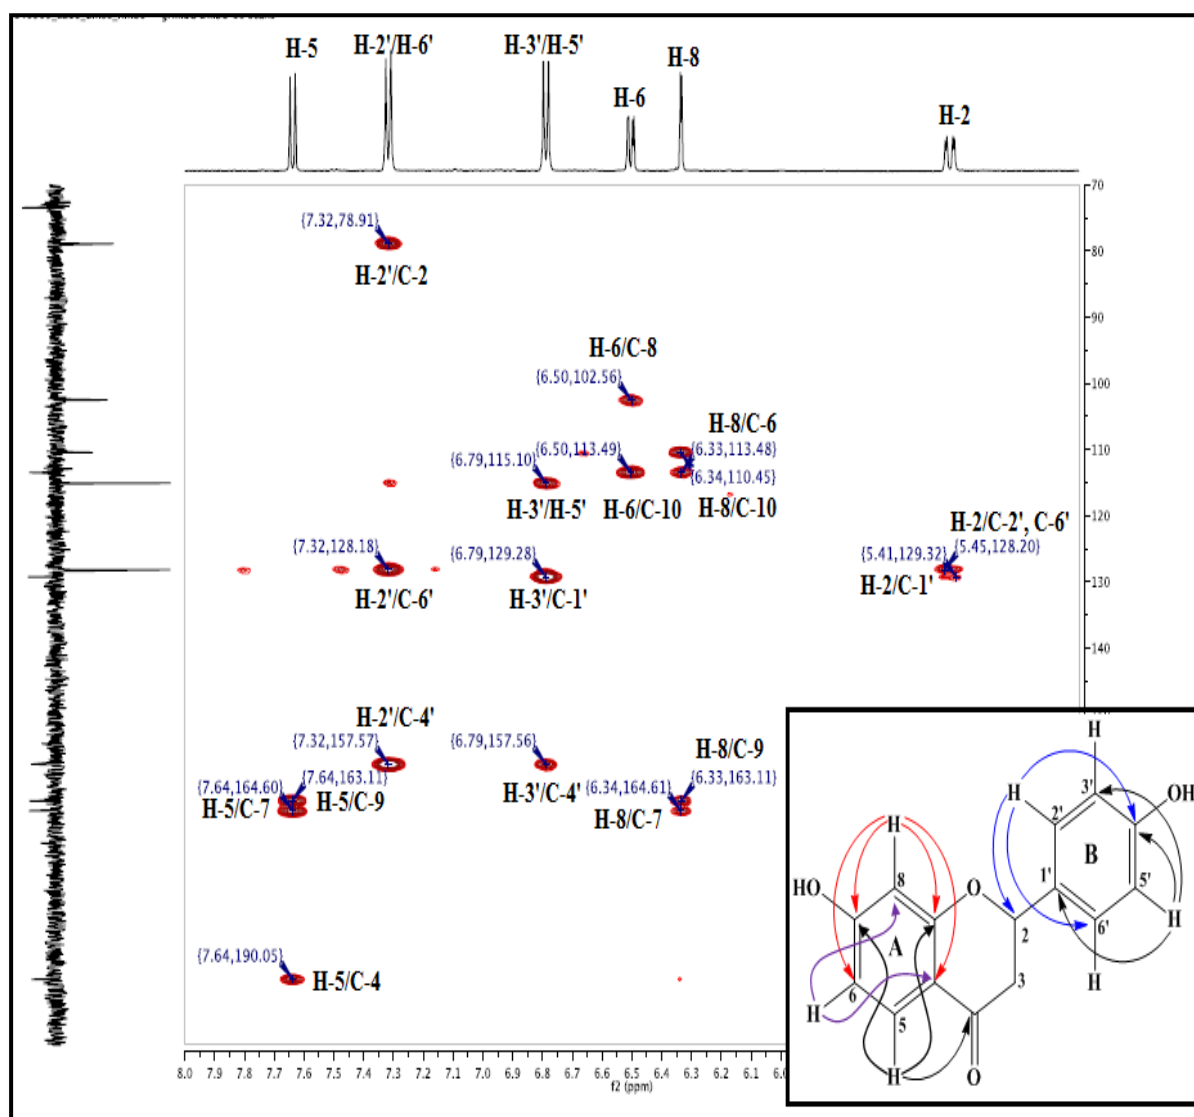 H-5
H-2'/H-6'
H-3'/H-5'
H-6
H-8
H-2
{7.32,78.91}
H-2'/C-2
H-6/C-8
{6.50,102.56}
H-8/C-6
{6.33,113.48}
{6.79,115.10}
{6.50,113.49}
{6.34,110.45}
H-3'/H-5'
H-6/C-10
H-8/C-10
H-2/C-2', C-6'
{7.32,128.18}
{6.79,129.28}
{5.41,129.32}
{5.45,128.20}
H-2'/C-6'
H-3'/C-1'
H-2/C-1'
H-2'/C-4'
{7.32,157.57}
{6.79,157.56}
H-8/C-9
{7.64,164.60}
{7.64,163.11}
{6.34,164.61}
{6.33,163.11}
H-5/C-7
H-5/C-9
H-3'/C-4'
H-8/C-7
{7.64,190.05}
H-5/C-4
70
80
90
100
110
120
130
140
8.0 7.9 7.8 7.7 7.6 7.5 7.4 7.3 7.2 7.1 7.0 6.9 6.8 6.7 6.6 6.5 6.4 6.3 6.2 6.1
f2 (ppm)
H
H
3'
OH
2'
H
B
8
1'
5'
HO
O
6'
H
2
A
6
3
H
H
5
H
O